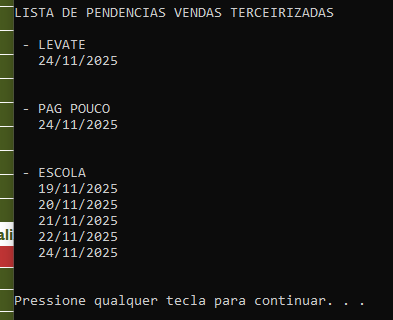 LISTA DE PENDENCIAS VENDAS TERCEIRIZADAS
- LEVATE
24/11/2025
- PAG POUCO
24/11/2025
- ESCOLA
19/11/2025
20/11/2025
21/11/2025
22/11/2025
24/11/2025
ali
Pressione qualquer tecla para continuar. . .